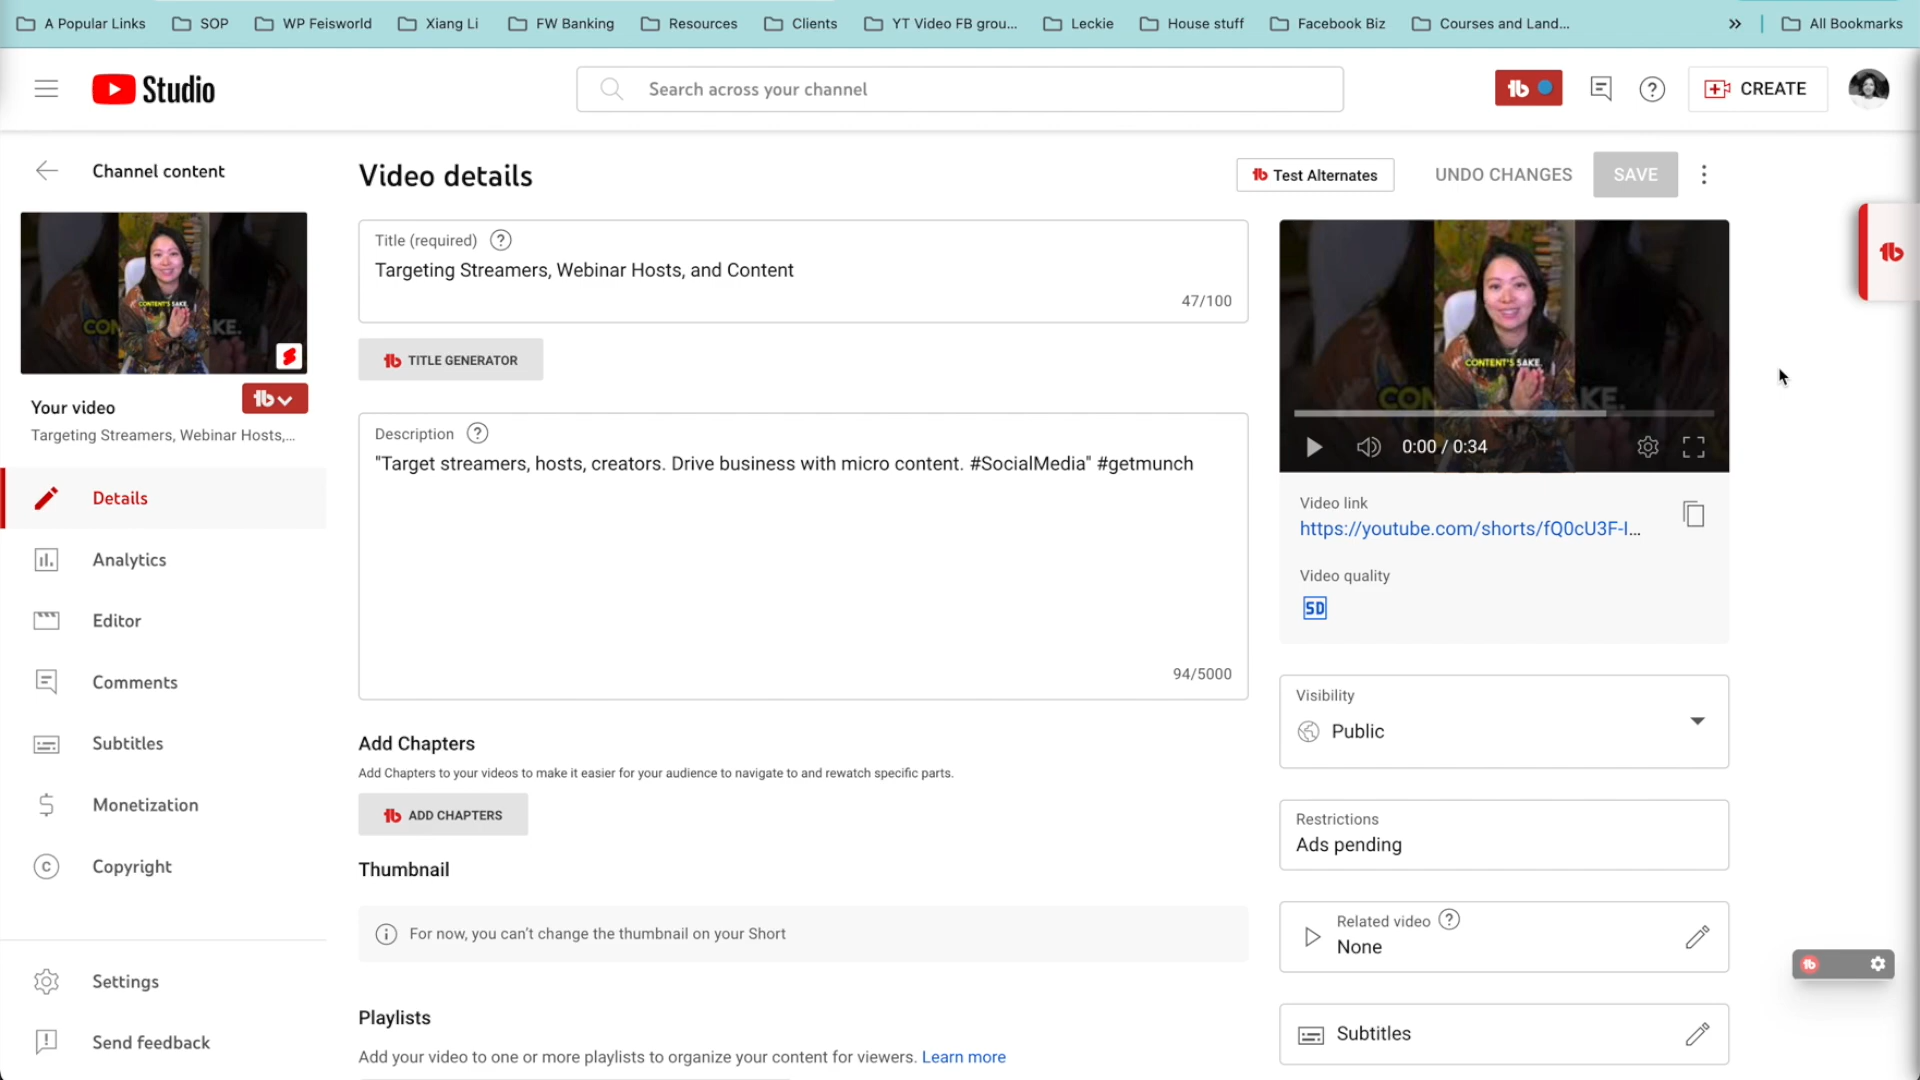 A Popular Links
SOP
WP Feisworld
Xiang Li
FW Banking
Resources
Clients
YT Video FB grou...
Leckie
House stuff
Facebook Biz
Courses and Land...
»
All Bookmarks
Studio
Search across your channel
CREATE
Channel content
Video details
Test Alternates
UNDO CHANGES
SAVE
Title (required)
Targeting Streamers, Webinar Hosts, and Content
47/100
TITLE GENERATOR
CONTENT'S SAKE.
CON
KE.
Your video
Targeting Streamers, Webinar Hosts,...
Description
"Target streamers, hosts, creators. Drive business with micro content. #SocialMedia" #getmunch
94/5000
CONTENT'S SAKE.
CON
KE.
0:00 / 0:34
Video link
https://youtube.com/shorts/fQ0cU3F-I...
Video quality
SD
Details
Analytics
Editor
Comments
Subtitles
Monetization
Copyright
Settings
Send feedback
Add Chapters
Add Chapters to your videos to make it easier for your audience to navigate to and rewatch specific parts.
ADD CHAPTERS
Thumbnail
For now, you can't change the thumbnail on your Short
Playlists
Add your video to one or more playlists to organize your content for viewers. Learn more
Visibility
Public
Restrictions
Ads pending
Related video
None
Subtitles